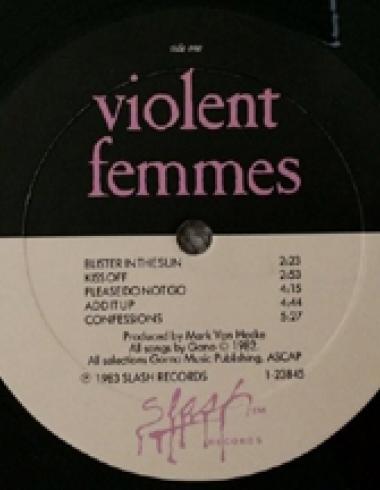 side one
violent
femmes
BLISTER IN THE SUN 2:23
KISS OFF 2:53
PLEASE DO NOT GO 4:15
ADD IT UP 4:44
CONFESSIONS 5:27
Produced by Mark Van Hecke
All songs by Gano © 1982.
All selections Gorno Music Publishing, ASCAP
℗ 1983 SLASH RECORDS 1-23845
Slash TM
RECORDS